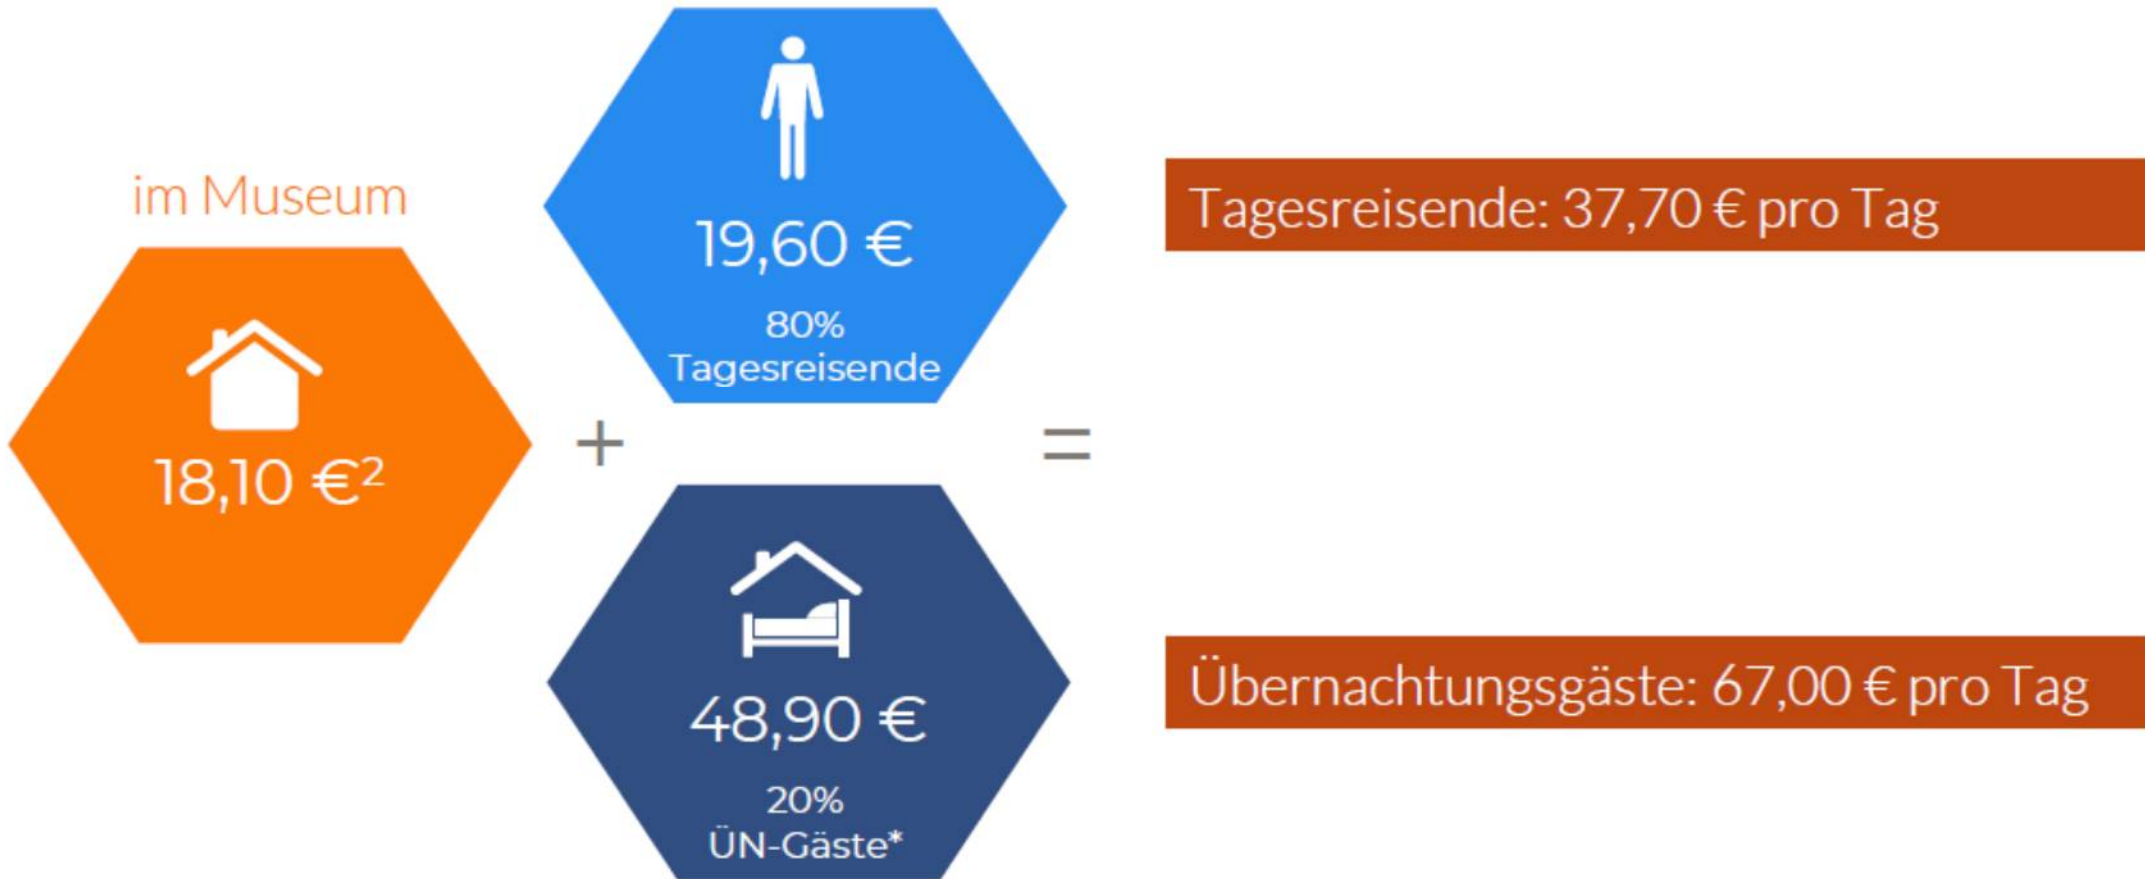 im Museum
18,10 €²
+
19,60 €
80%
Tagesreisende
48,90 €
20%
ÜN-Gäste*
=
Tagesreisende: 37,70 € pro Tag
Übernachtungsgäste: 67,00 € pro Tag